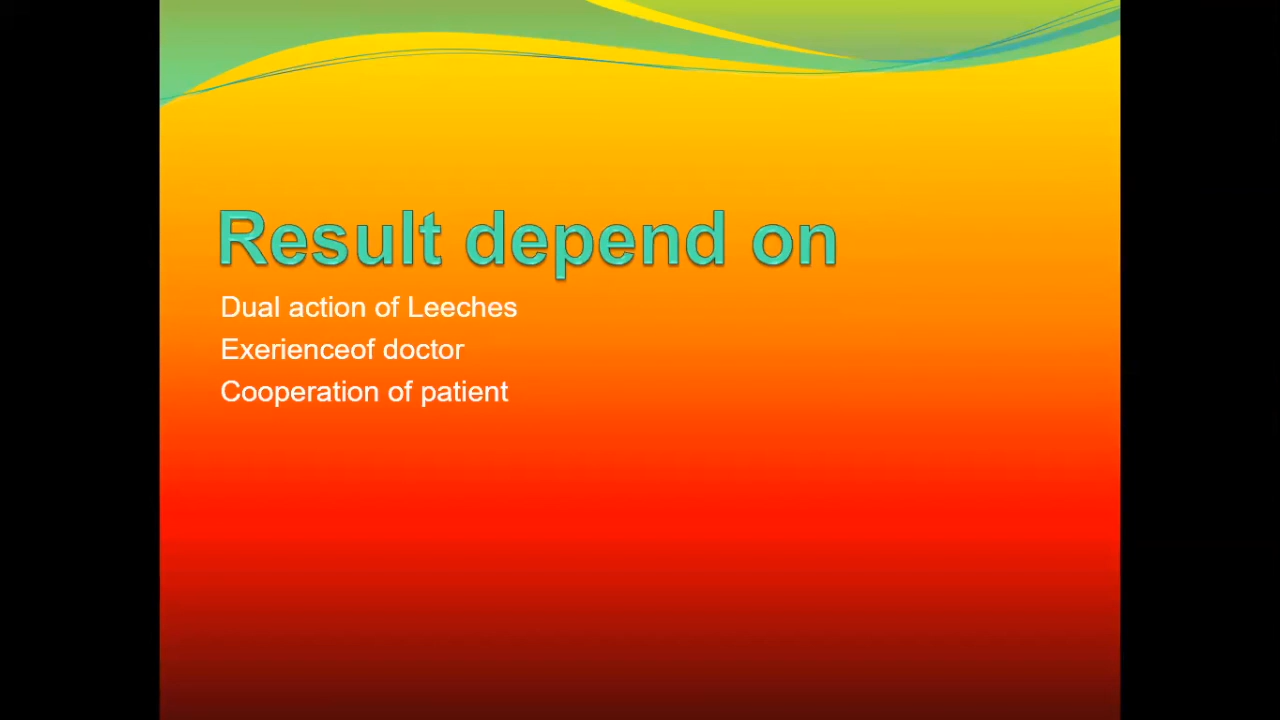 Result depend on
Dual action of Leeches
Exerienceof doctor
Cooperation of patient